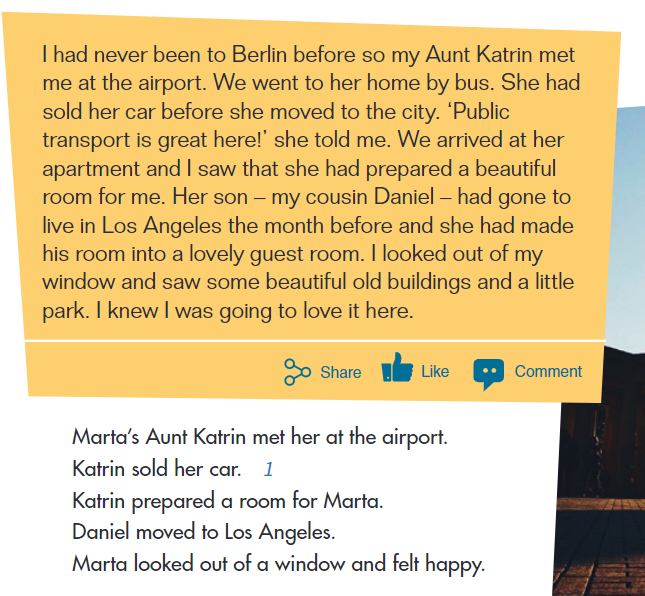 I had never been to Berlin before so my Aunt Katrin met
me at the airport. We went to her home by bus. She had
sold her car before she moved to the city. ‘Public
transport is great here!’ she told me. We arrived at her
apartment and I saw that she had prepared a beautiful
room for me. Her son – my cousin Daniel – had gone to
live in Los Angeles the month before and she had made
his room into a lovely guest room. I looked out of my
window and saw some beautiful old buildings and a little
park. I knew I was going to love it here.
Share Like Comment
Marta’s Aunt Katrin met her at the airport.
Katrin sold her car. 1
Katrin prepared a room for Marta.
Daniel moved to Los Angeles.
Marta looked out of a window and felt happy.